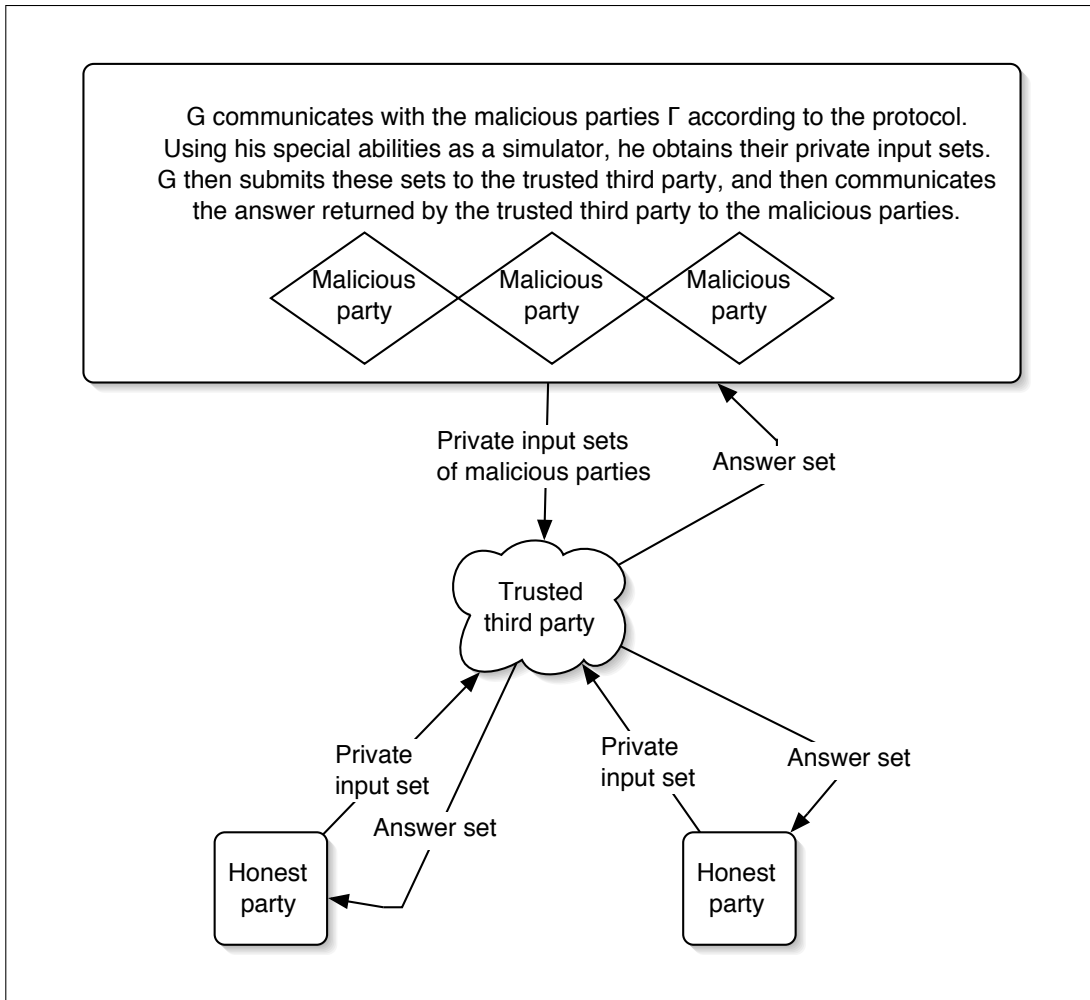 G communicates with the malicious parties Γ according to the protocol.
Using his special abilities as a simulator, he obtains their private input sets.
G then submits these sets to the trusted third party, and then communicates
the answer returned by the trusted third party to the malicious parties.
Malicious
party
Malicious
party
Malicious
party
Private input sets
of malicious parties
Answer set
Trusted
third party
Private
input set
Answer set
Private
input set
Answer set
Honest
party
Honest
party